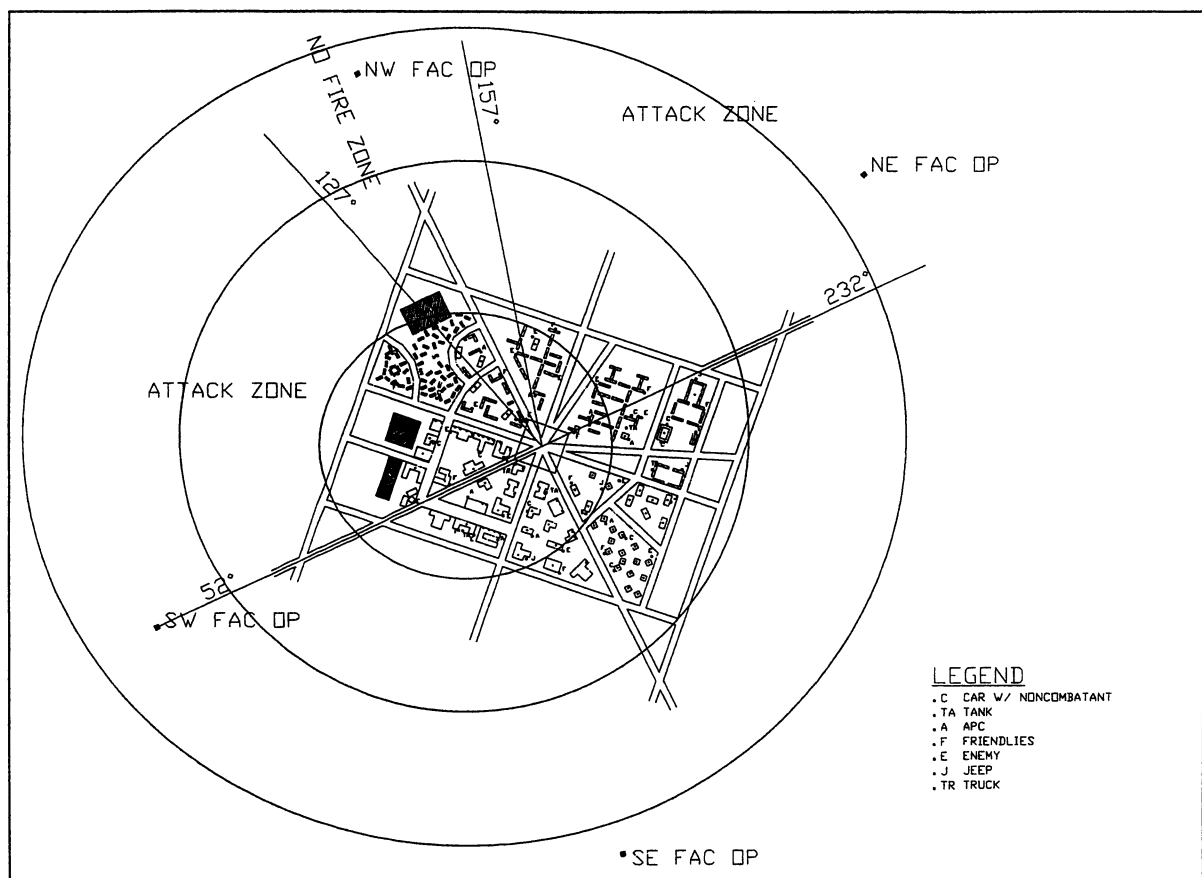 NO FIRE ZONE
NW FAC OP
157°
ATTACK ZONE
NE FAC OP
127°
232°
ATTACK ZONE
52°
SW FAC OP
SE FAC OP
LEGEND
.C CAR W/ NONCOMBATANT
.TA TANK
.A APC
.F FRIENDLIES
.E ENEMY
.J JEEP
.TR TRUCK